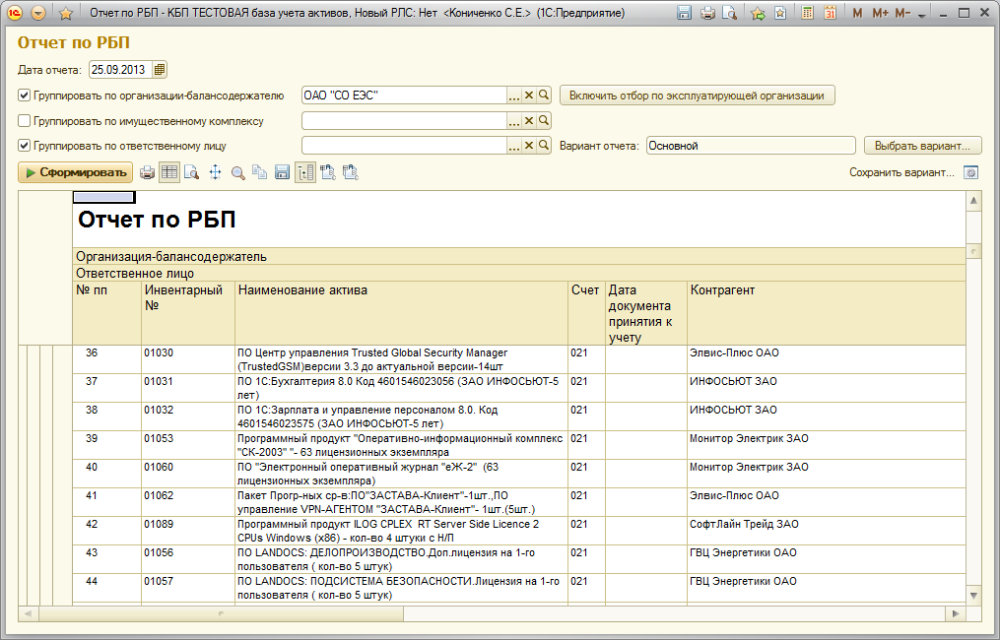 Отчет по РБП - КБП ТЕСТОВАЯ база учета активов, Новый РЛС: Нет <Кониченко С.Е.> (1С:Предприятие)
M M+ M-
Отчет по РБП
Дата отчета: 25.09.2013
Группировать по организации-балансодержателю ОАО "СО ЕЭС" ... Включить отбор по эксплуатирующей организации
Группировать по имущественному комплексу ...
Группировать по ответственному лицу ... Вариант отчета: Основной Выбрать вариант...
Сформировать Сохранить вариант...
Отчет по РБП
Организация-балансодержатель
Ответственное лицо
№ пп Инвентарный Наименование актива Счет Дата Контрагент
№ документа
принятия к
учету
36 01030 ПО Центр управления Trusted Global Security Manager 021 Элвис-Плюс ОАО
(TrustedGSM)версии 3.3 до актуальной версии-14шт
37 01031 ПО 1С:Бухгалтерия 8.0 Код 4601546023056 (ЗАО ИНФОСЬЮТ-5 021 ИНФОСЬЮТ ЗАО
лет)
38 01032 ПО 1С:Зарплата и управление персоналом 8.0. Код 021 ИНФОСЬЮТ ЗАО
4601546023575 (ЗАО ИНФОСЬЮТ-5 лет)
39 01053 Программный продукт "Оперативно-информационный комплекс 021 Монитор Электрик ЗАО
"СК-2003" "- 63 лицензионных экземпляра
40 01060 ПО "Электронный оперативный журнал "еЖ-2" (63 021 Монитор Электрик ЗАО
лицензионных экземпляра)
41 01062 Пакет Прогр-ных ср-в:ПО"ЗАСТАВА-Клиент"-1шт.,ПО 021 Элвис-Плюс ОАО
управление VPN-АГЕНТОМ "ЗАСТАВА-Клиент"- 1шт.(5шт.)
42 01089 Программный продукт ILOG CPLEX RT Server Side Licence 2 021 СофтЛайн Трейд ЗАО
CPUs Windows (x86) - кол-во 4 штуки с Н/П
43 01056 ПО LANDOCS: ДЕЛОПРОИЗВОДСТВО.Доп.лицензия на 1-го 021 ГВЦ Энергетики ОАО
пользователя ( кол-во 5 штук)
44 01057 ПО LANDOCS: ПОДСИСТЕМА БЕЗОПАСНОСТИ.Лицензия на 1-го 021 ГВЦ Энергетики ОАО
пользователя ( кол-во 5 штук)